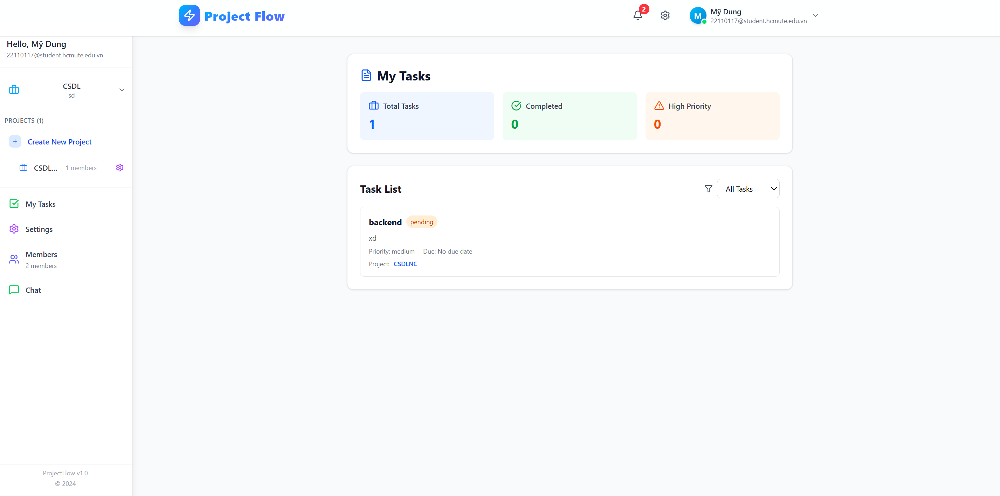 Project Flow
2
M
Mỹ Dung
22110117@student.hcmute.edu.vn
Hello, Mỹ Dung
22110117@student.hcmute.edu.vn
CSDL
sd
PROJECTS (1)
+ Create New Project
CSDL... 1 members
My Tasks
Settings
Members
2 members
Chat
ProjectFlow v1.0
© 2024
My Tasks
Total Tasks
1
Completed
0
High Priority
0
Task List
All Tasks
backend pending
xđ
Priority: medium Due: No due date
Project: CSDLNC